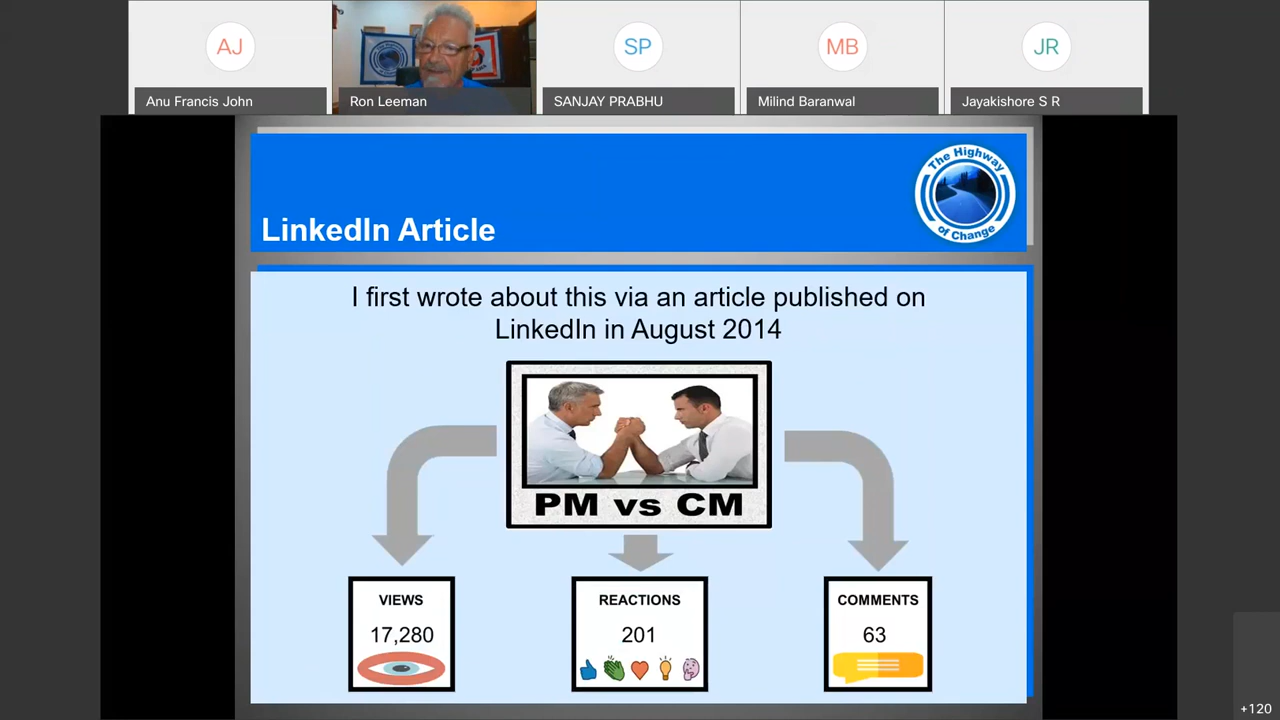 AJ
SP
MB
JR
Anu Francis John
Ron Leeman
SANJAY PRABHU
Milind Baranwal
Jayakishore S R
The Highway
of Change
LinkedIn Article
I first wrote about this via an article published on
LinkedIn in August 2014
PM vs CM
VIEWS
17,280
REACTIONS
201
COMMENTS
63
+120